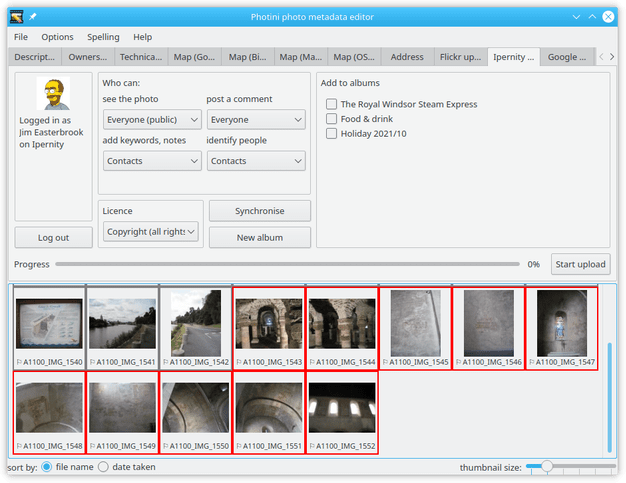 Photini photo metadata editor
File Options Spelling Help
Descript... Owners... Technica... Map (Go... Map (Bi... Map (Ma... Map (OS... Address Flickr up... Ipernity ... Google ...
Logged in as
Jim Easterbrook
on Ipernity
Log out
Who can:
see the photo post a comment
Everyone (public) Everyone
add keywords, notes identify people
Contacts Contacts
Licence
Copyright (all rights
Synchronise
New album
Add to albums
The Royal Windsor Steam Express
Food & drink
Holiday 2021/10
Progress 0% Start upload
A1100_IMG_1540 A1100_IMG_1541 A1100_IMG_1542 A1100_IMG_1543 A1100_IMG_1544 A1100_IMG_1545 A1100_IMG_1546 A1100_IMG_1547
A1100_IMG_1548 A1100_IMG_1549 A1100_IMG_1550 A1100_IMG_1551 A1100_IMG_1552
sort by: file name date taken thumbnail size: